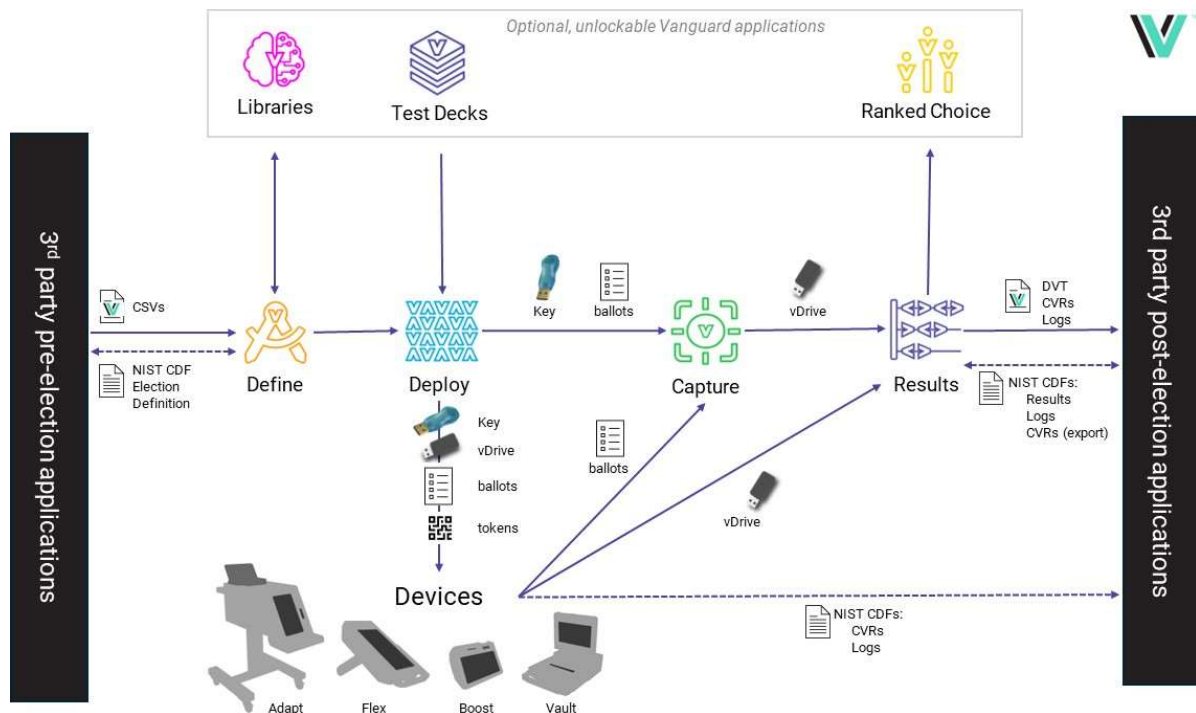 Optional, unlockable Vanguard applications
Libraries
Test Decks
Ranked Choice
3rd party pre-election applications
CSVs
NIST CDF
Election
Definition
Define
Deploy
Key
ballots
Capture
vDrive
Results
DVT
CVRs
Logs
NIST CDFs:
Results
Logs
CVRs (export)
3rd party post-election applications
Key
vDrive
ballots
tokens
ballots
vDrive
Devices
NIST CDFs:
CVRs
Logs
Adapt
Flex
Boost
Vault